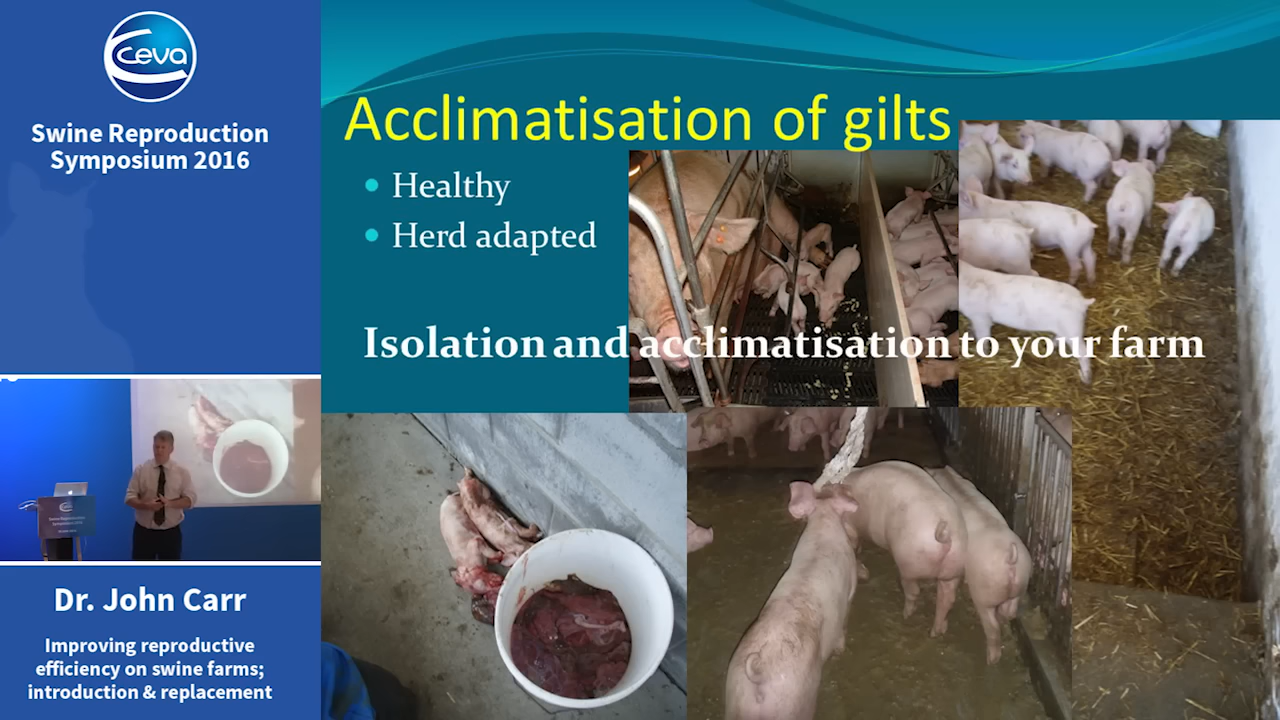 ceva
Swine Reproduction
Symposium 2016
Acclimatisation of gilts
Healthy
Herd adapted
Isolation and acclimatisation to your farm
Dr. John Carr
Improving reproductive
efficiency on swine farms;
introduction & replacement